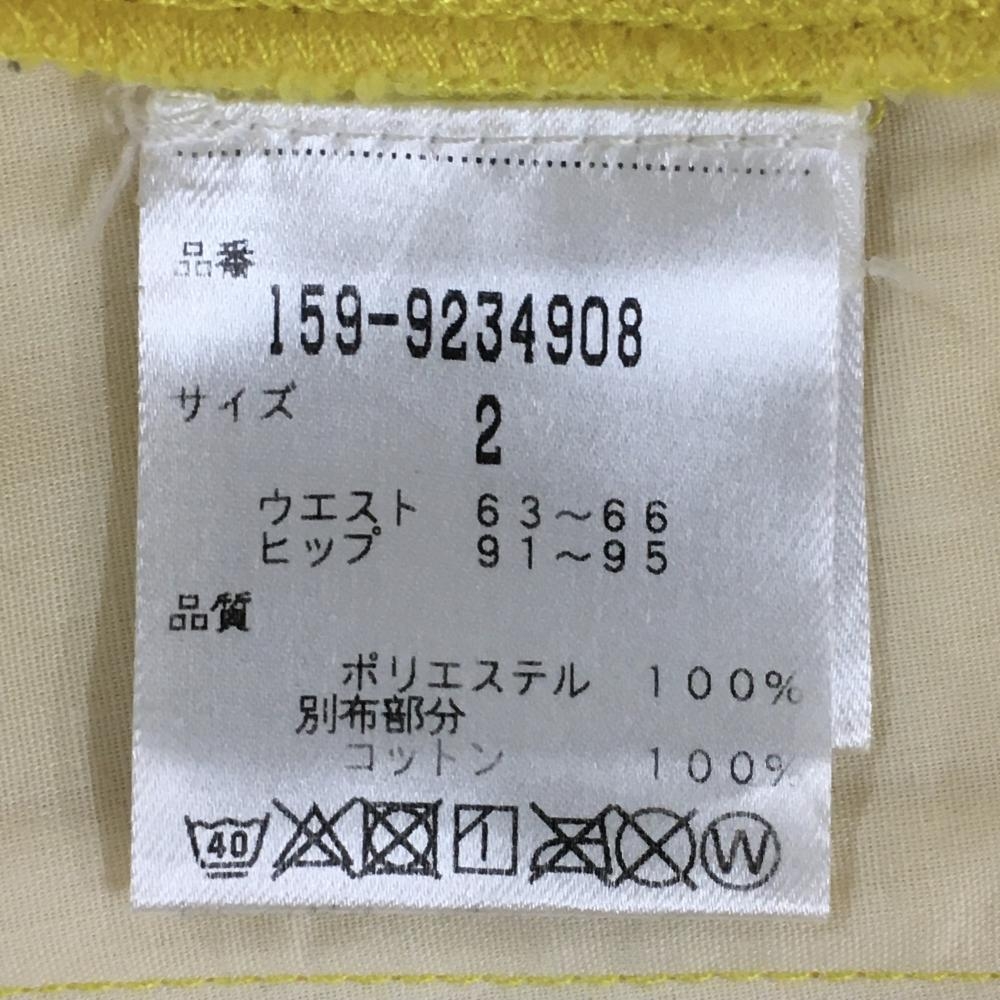 品番
159-9234908
サイズ
2
ウエスト 63～66
ヒップ 91～95
品質
ポリエステル 100%
別布部分
コットン 100%
40 W